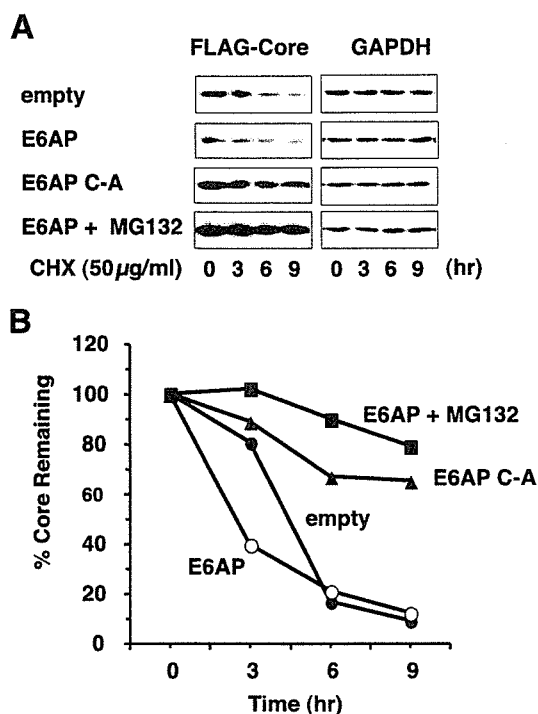 A
FLAG-Core GAPDH
empty
E6AP
E6AP C-A
E6AP + MG132
CHX (50µg/ml) 0 3 6 9 0 3 6 9 (hr)
B
120
100
80
60
40
20
0
% Core Remaining
E6AP + MG132
E6AP C-A
empty
E6AP
0 3 6 9
Time (hr)